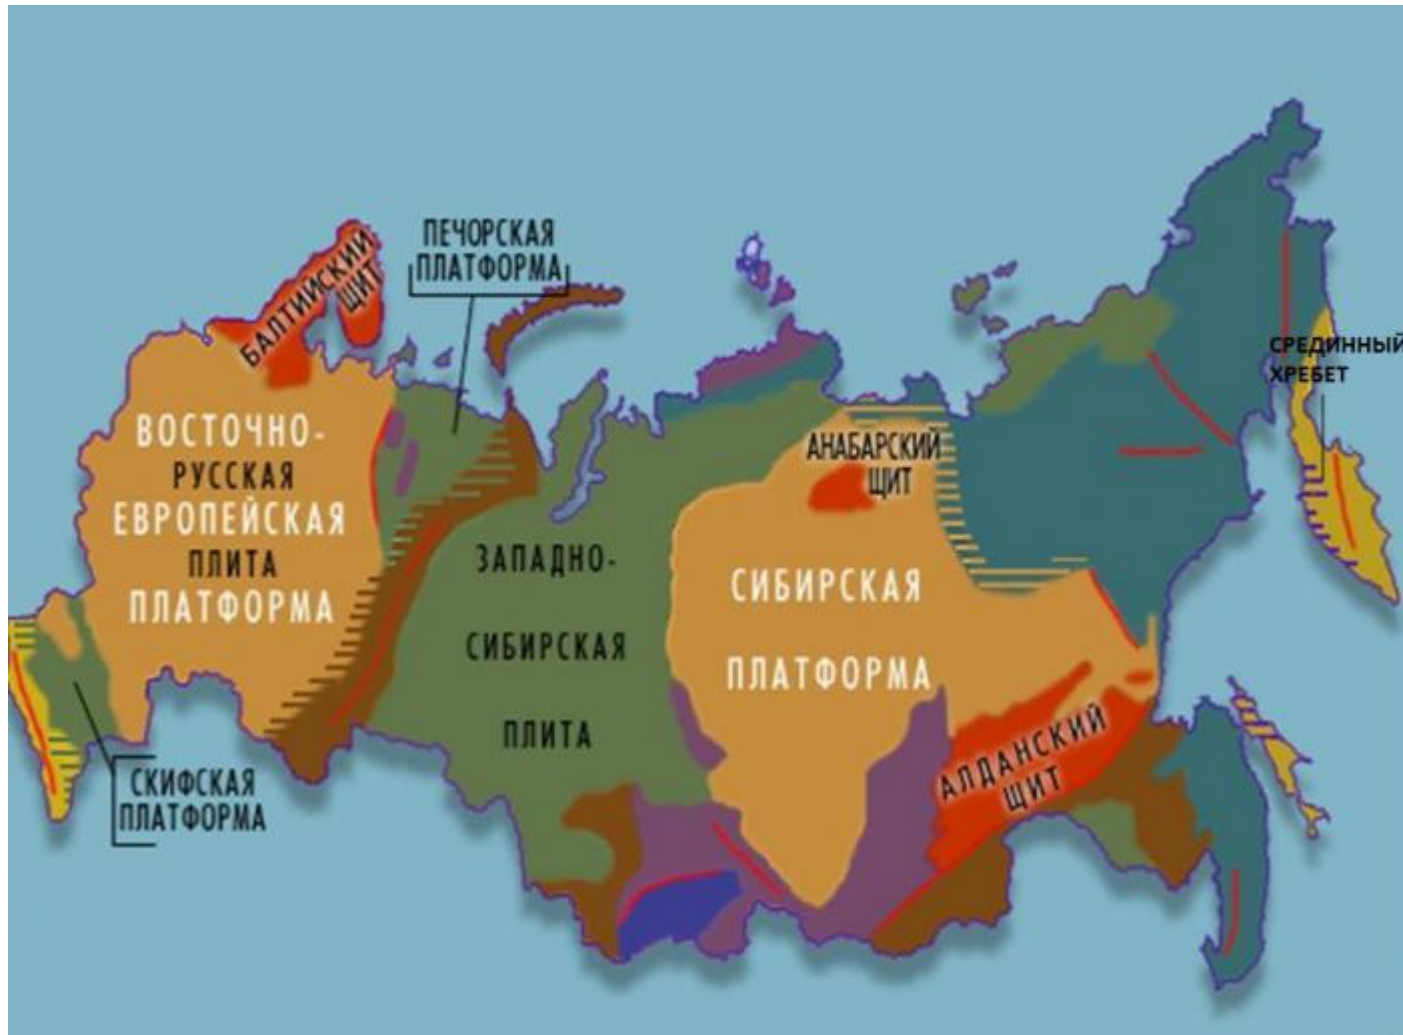 ПЕЧОРСКАЯ
ПЛАТФОРМА
БАЛТИЙСКИЙ
ЩИТ
СРЕДИННЫЙ
ХРЕБЕТ
ВОСТОЧНО-
РУССКАЯ
ЕВРОПЕЙСКАЯ
ПЛИТА
ПЛАТФОРМА
АНАБАРСКИЙ
ЩИТ
ЗАПАДНО-
СИБИРСКАЯ
ПЛИТА
СИБИРСКАЯ
ПЛАТФОРМА
АЛДАНСКИЙ
ЩИТ
СКИФСКАЯ
ПЛАТФОРМА